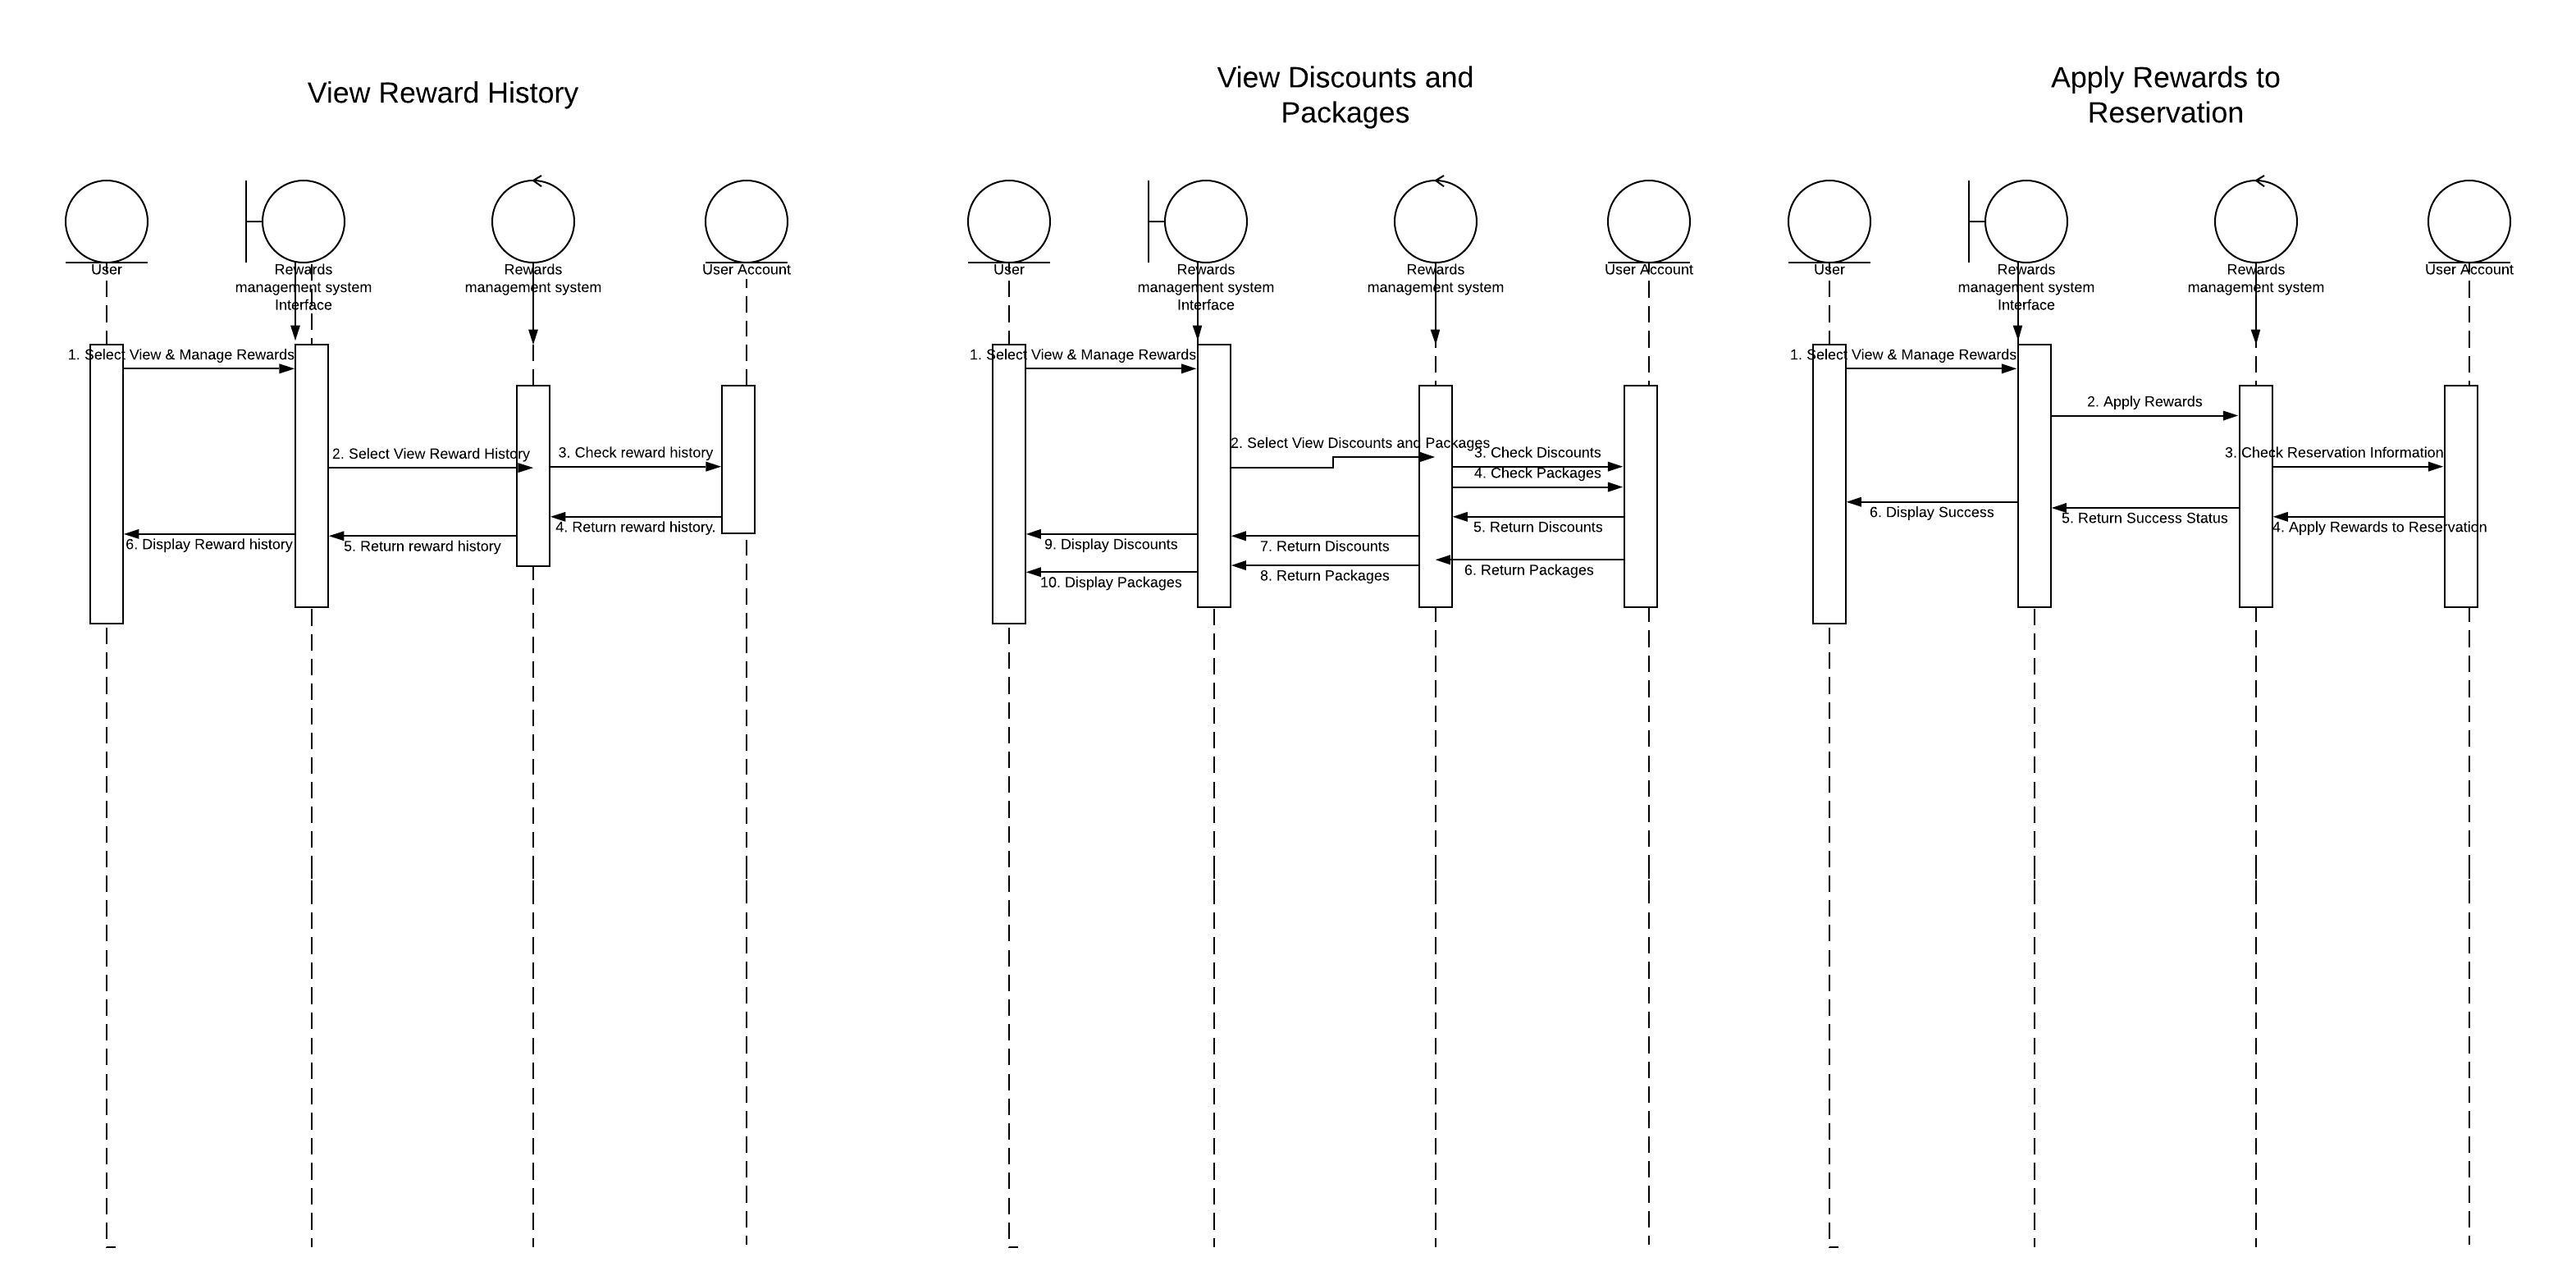 View Reward History
User
Rewards
management system
Interface
Rewards
management system
User Account
1. Select View & Manage Rewards
2. Select View Reward History
3. Check reward history
4. Return reward history.
5. Return reward history
6. Display Reward history
View Discounts and
Packages
User
Rewards
management system
Interface
Rewards
management system
User Account
1. Select View & Manage Rewards
2. Select View Discounts and Packages
3. Check Discounts
4. Check Packages
5. Return Discounts
6. Return Packages
7. Return Discounts
8. Return Packages
9. Display Discounts
10. Display Packages
Apply Rewards to
Reservation
User
Rewards
management system
Interface
Rewards
management system
User Account
1. Select View & Manage Rewards
2. Apply Rewards
3. Check Reservation Information
4. Apply Rewards to Reservation
5. Return Success Status
6. Display Success